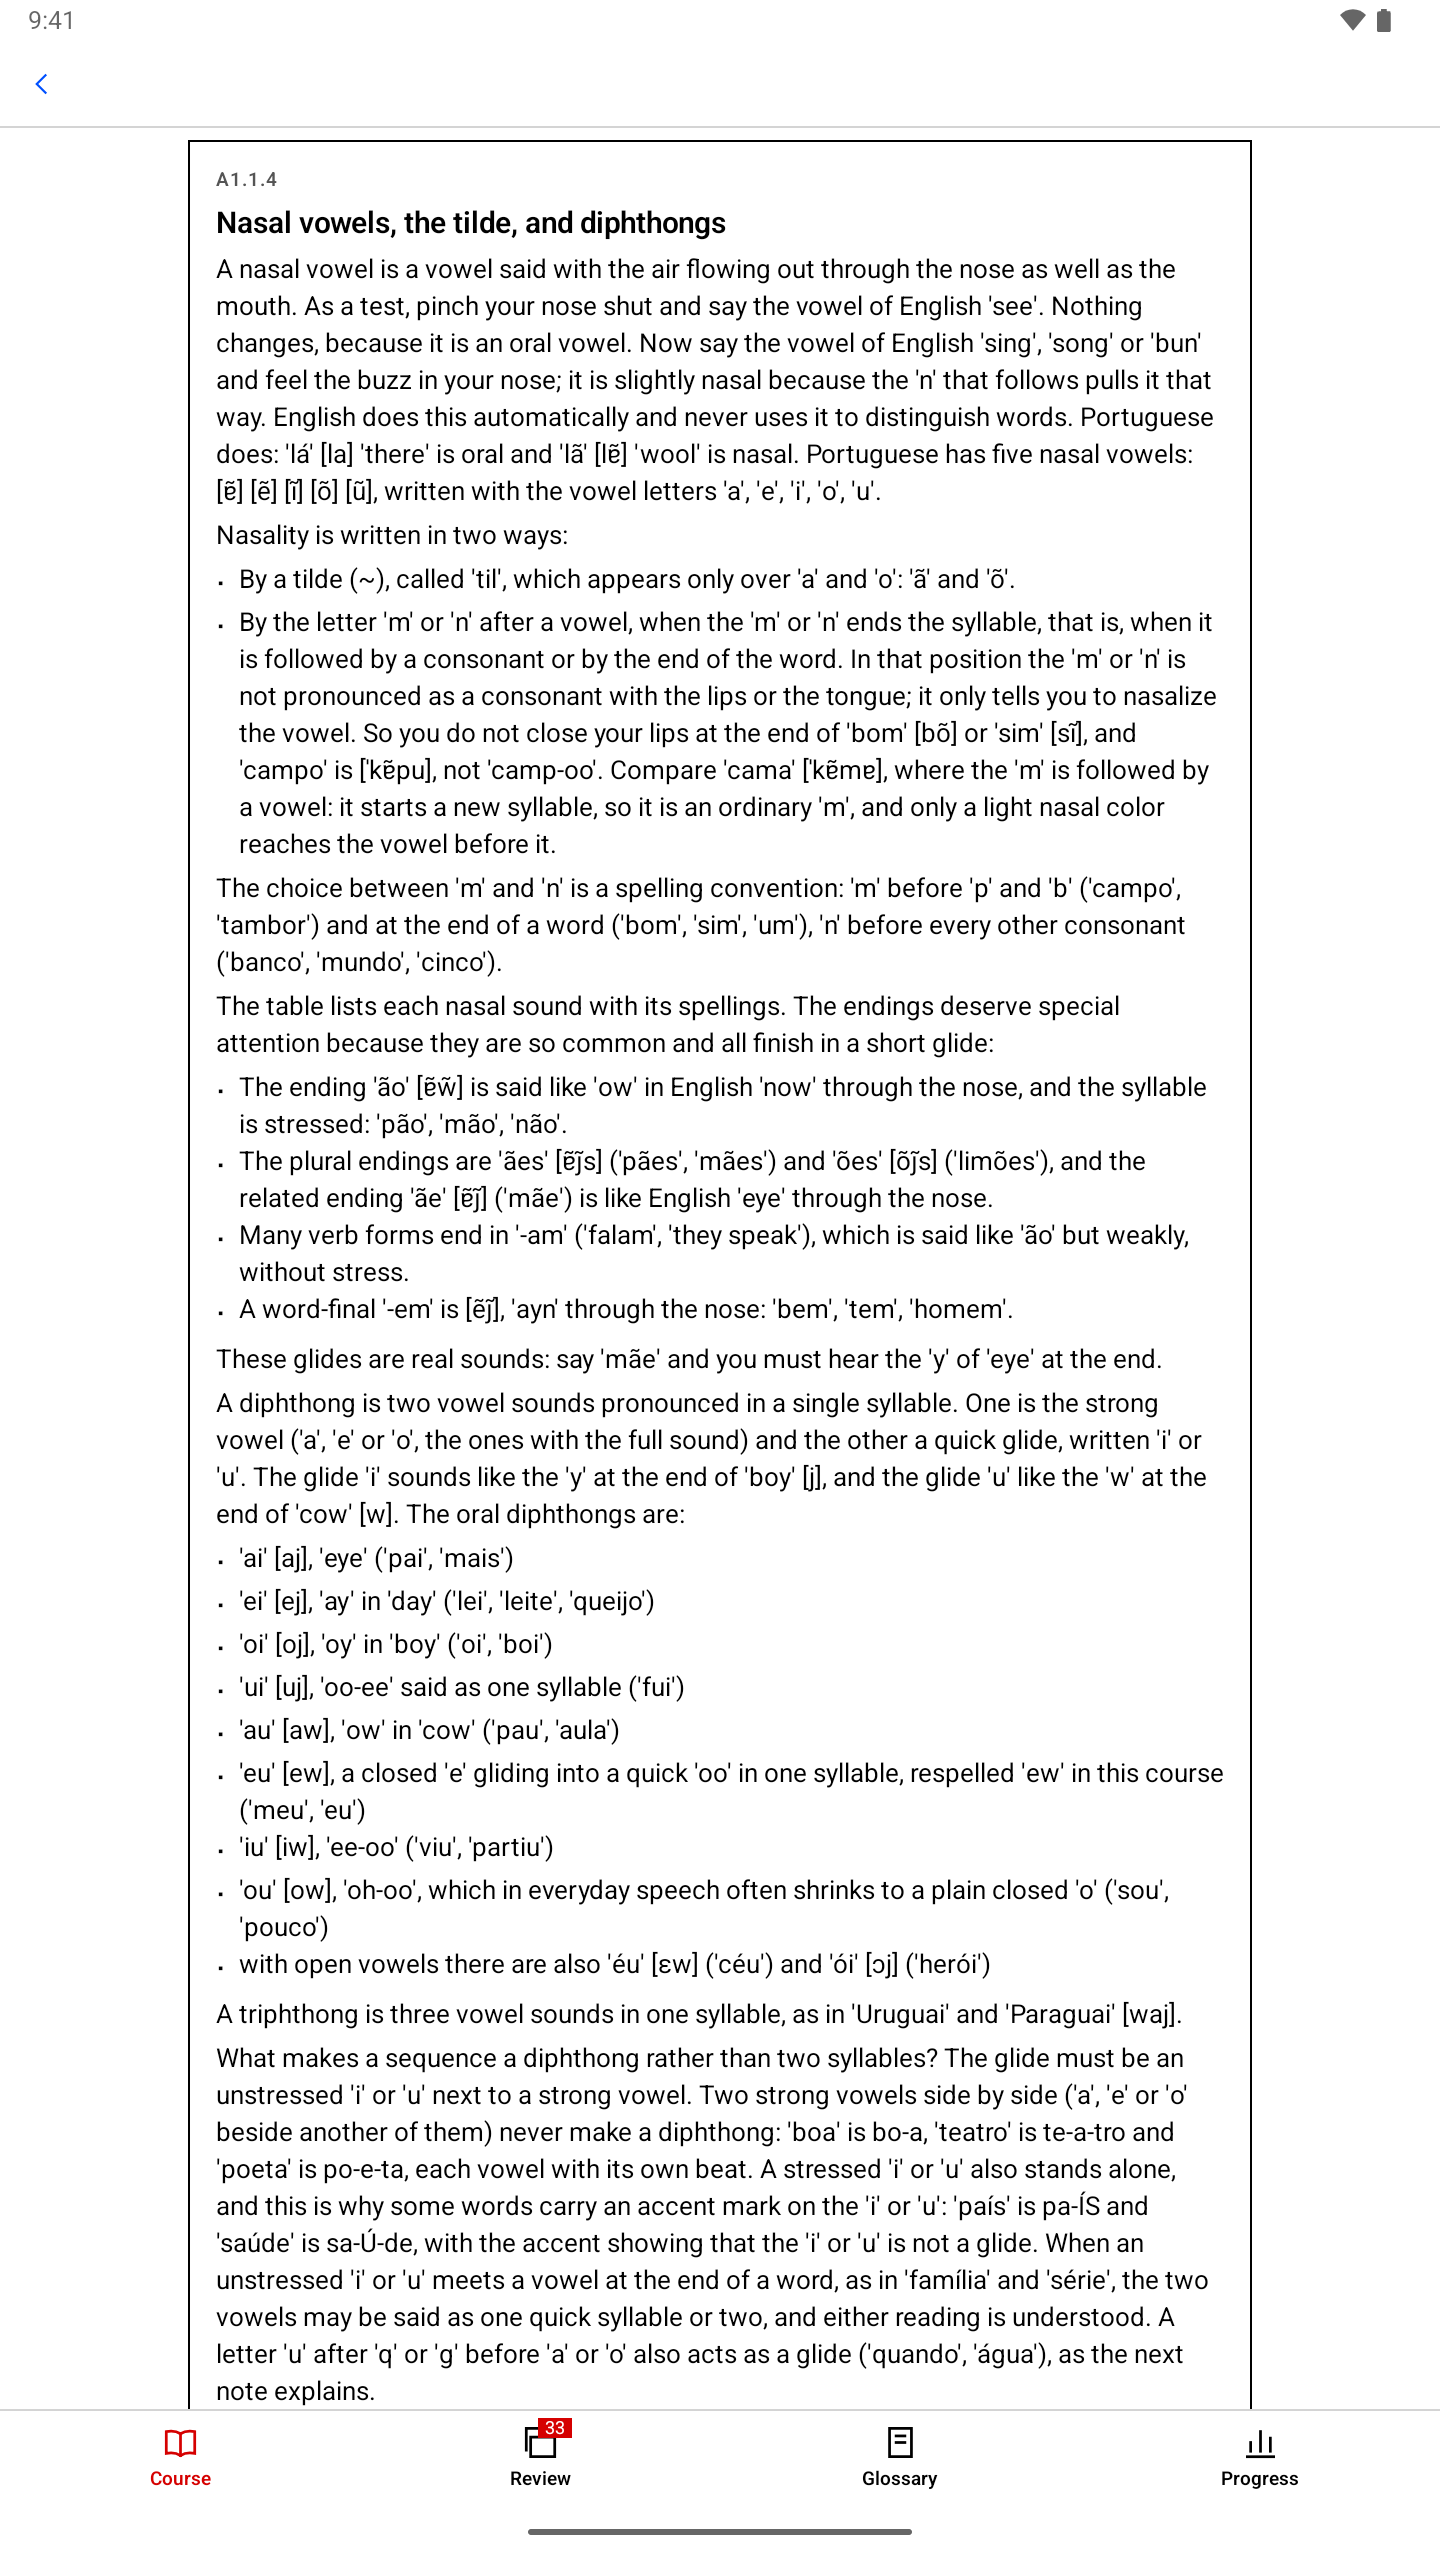 9:41
A1.1.4
Nasal vowels, the tilde, and diphthongs
A nasal vowel is a vowel said with the air flowing out through the nose as well as the
mouth. As a test, pinch your nose shut and say the vowel of English 'see'. Nothing
changes, because it is an oral vowel. Now say the vowel of English 'sing', 'song' or 'bun'
and feel the buzz in your nose; it is slightly nasal because the 'n' that follows pulls it that
way. English does this automatically and never uses it to distinguish words. Portuguese
does: 'lá' [la] 'there' is oral and 'lã' [lɐ̃] 'wool' is nasal. Portuguese has five nasal vowels:
[ɐ̃] [ẽ] [ĩ] [õ] [ũ], written with the vowel letters 'a', 'e', 'i', 'o', 'u'.
Nasality is written in two ways:
• By a tilde (~), called 'til', which appears only over 'a' and 'o': 'ã' and 'õ'.
• By the letter 'm' or 'n' after a vowel, when the 'm' or 'n' ends the syllable, that is, when it
is followed by a consonant or by the end of the word. In that position the 'm' or 'n' is
not pronounced as a consonant with the lips or the tongue; it only tells you to nasalize
the vowel. So you do not close your lips at the end of 'bom' [bõ] or 'sim' [sĩ], and
'campo' is [ˈkɐ̃pu], not 'camp-oo'. Compare 'cama' [ˈkɐ̃mɐ], where the 'm' is followed by
a vowel: it starts a new syllable, so it is an ordinary 'm', and only a light nasal color
reaches the vowel before it.
The choice between 'm' and 'n' is a spelling convention: 'm' before 'p' and 'b' ('campo',
'tambor') and at the end of a word ('bom', 'sim', 'um'), 'n' before every other consonant
('banco', 'mundo', 'cinco').
The table lists each nasal sound with its spellings. The endings deserve special
attention because they are so common and all finish in a short glide:
• The ending 'ão' [ɐ̃w̃] is said like 'ow' in English 'now' through the nose, and the syllable
is stressed: 'pão', 'mão', 'não'.
• The plural endings are 'ães' [ɐ̃j̃s] ('pães', 'mães') and 'ões' [õj̃s] ('limões'), and the
related ending 'ãe' [ɐ̃j̃] ('mãe') is like English 'eye' through the nose.
• Many verb forms end in '-am' ('falam', 'they speak'), which is said like 'ão' but weakly,
without stress.
• A word-final '-em' is [ẽj̃], 'ayn' through the nose: 'bem', 'tem', 'homem'.
These glides are real sounds: say 'mãe' and you must hear the 'y' of 'eye' at the end.
A diphthong is two vowel sounds pronounced in a single syllable. One is the strong
vowel ('a', 'e' or 'o', the ones with the full sound) and the other a quick glide, written 'i' or
'u'. The glide 'i' sounds like the 'y' at the end of 'boy' [j], and the glide 'u' like the 'w' at the
end of 'cow' [w]. The oral diphthongs are:
• 'ai' [aj], 'eye' ('pai', 'mais')
• 'ei' [ej], 'ay' in 'day' ('lei', 'leite', 'queijo')
• 'oi' [oj], 'oy' in 'boy' ('oi', 'boi')
• 'ui' [uj], 'oo-ee' said as one syllable ('fui')
• 'au' [aw], 'ow' in 'cow' ('pau', 'aula')
• 'eu' [ew], a closed 'e' gliding into a quick 'oo' in one syllable, respelled 'ew' in this course
('meu', 'eu')
• 'iu' [iw], 'ee-oo' ('viu', 'partiu')
• 'ou' [ow], 'oh-oo', which in everyday speech often shrinks to a plain closed 'o' ('sou',
'pouco')
• with open vowels there are also 'éu' [ɛw] ('céu') and 'ói' [ɔj] ('herói')
A triphthong is three vowel sounds in one syllable, as in 'Uruguai' and 'Paraguai' [waj].
What makes a sequence a diphthong rather than two syllables? The glide must be an
unstressed 'i' or 'u' next to a strong vowel. Two strong vowels side by side ('a', 'e' or 'o'
beside another of them) never make a diphthong: 'boa' is bo-a, 'teatro' is te-a-tro and
'poeta' is po-e-ta, each vowel with its own beat. A stressed 'i' or 'u' also stands alone,
and this is why some words carry an accent mark on the 'i' or 'u': 'país' is pa-ÍS and
'saúde' is sa-Ú-de, with the accent showing that the 'i' or 'u' is not a glide. When an
unstressed 'i' or 'u' meets a vowel at the end of a word, as in 'família' and 'série', the two
vowels may be said as one quick syllable or two, and either reading is understood. A
letter 'u' after 'q' or 'g' before 'a' or 'o' also acts as a glide ('quando', 'água'), as the next
note explains.
33
Course
Review
Glossary
Progress